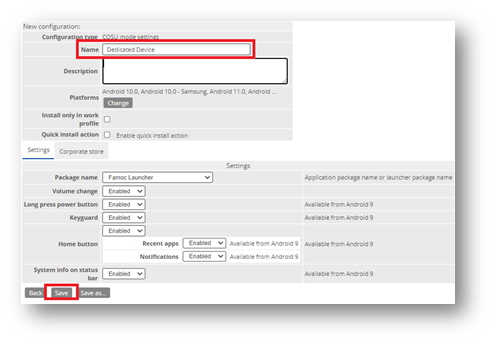 New configuration:
Configuration type COSU mode settings
Name Dedicated Device
Description
Platforms Android 10.0, Android 10.0 - Samsung, Android 11.0, Android ...
Change
Install only in work profile
Quick install action Enable quick install action
Settings Corporate store
Settings
Package name Famoc Launcher Application package name or launcher package name
Volume change Enabled
Long press power button Enabled Available from Android 9
Keyguard Enabled Available from Android 9
Enabled
Home button Available from Android 9
Recent apps Enabled Available from Android 9
Notifications Enabled Available from Android 9
System info on status bar Enabled Available from Android 9
Back Save Save as...